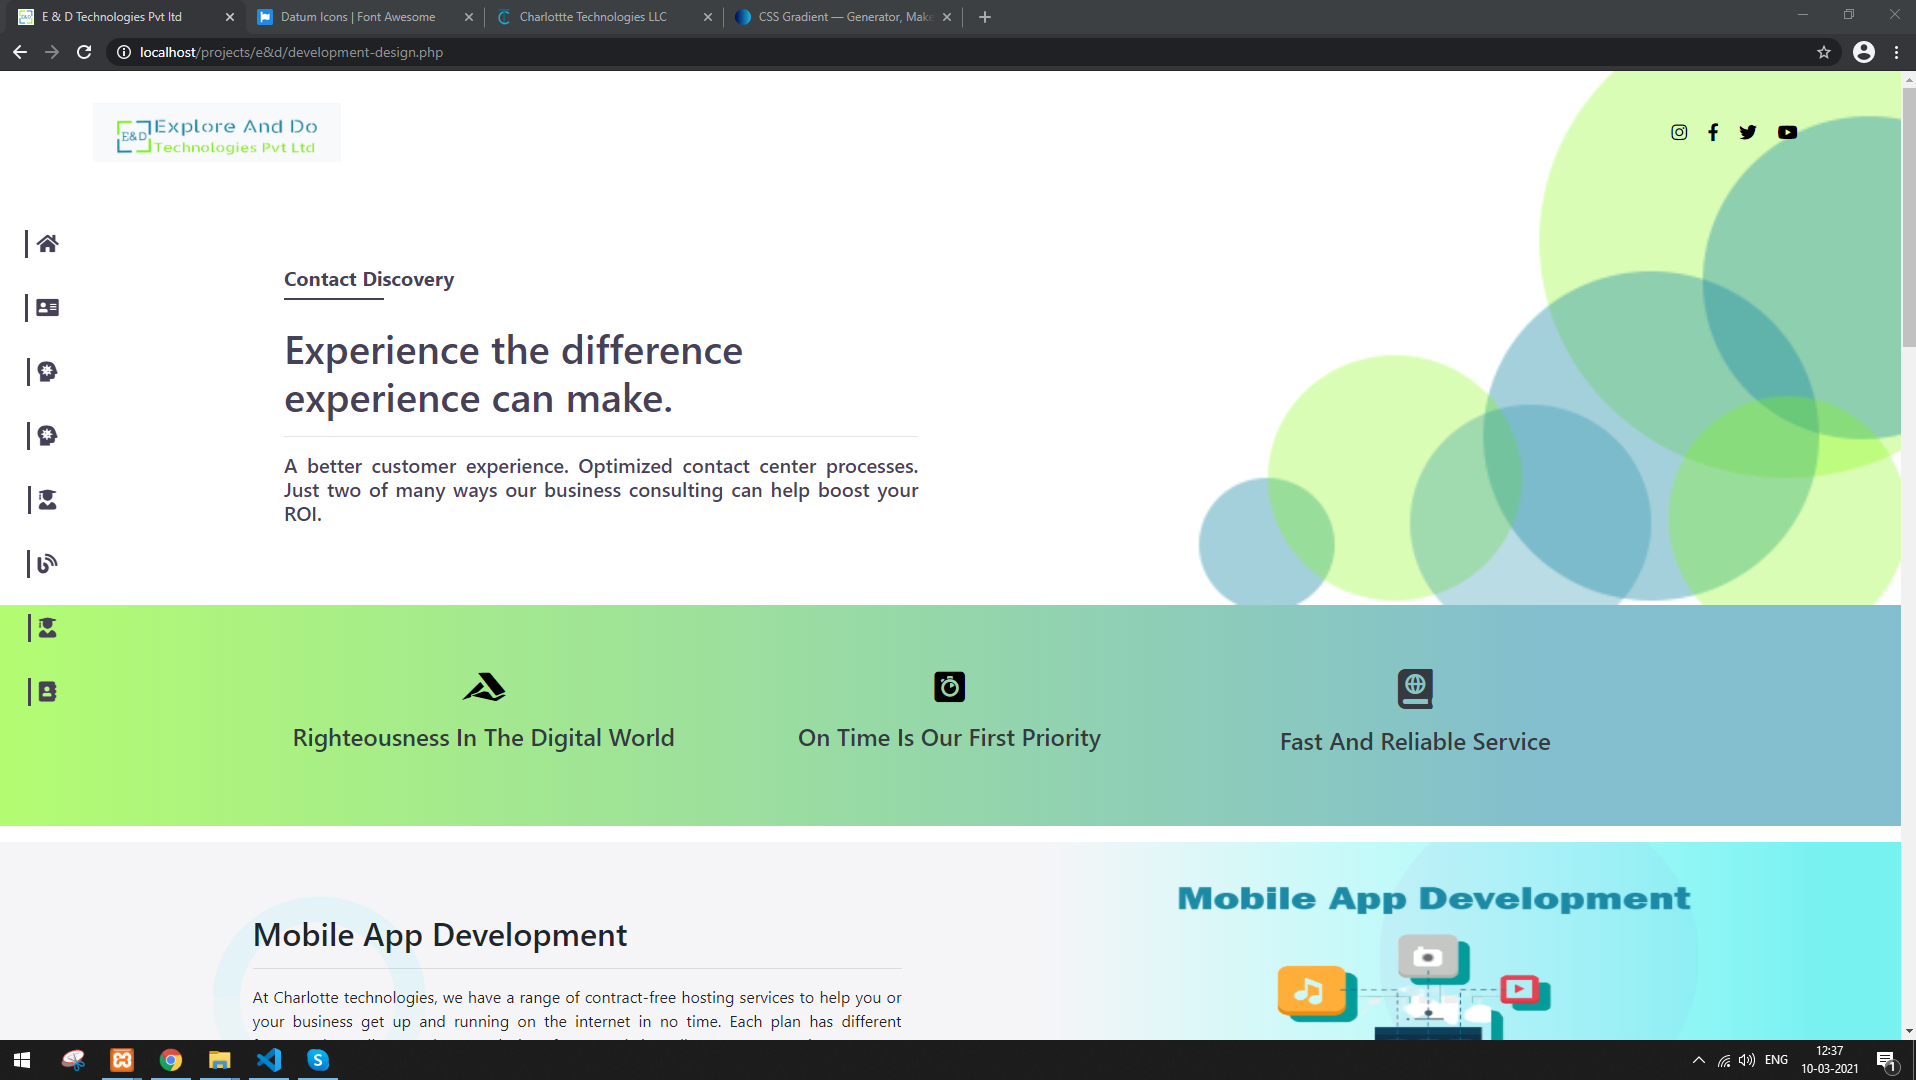 E & D Technologies Pvt ltd
Datum Icons | Font Awesome
Charlottte Technologies LLC
CSS Gradient — Generator, Make
localhost/projects/e&d/development-design.php
E&D
Explore And Do
Technologies Pvt Ltd
Contact Discovery
Experience the difference
experience can make.
A better customer experience. Optimized contact center processes.
Just two of many ways our business consulting can help boost your
ROI.
Righteousness In The Digital World
On Time Is Our First Priority
Fast And Reliable Service
Mobile App Development
Mobile App Development
At Charlotte technologies, we have a range of contract-free hosting services to help you or
your business get up and running on the internet in no time. Each plan has different
ENG
12:37
10-03-2021
1